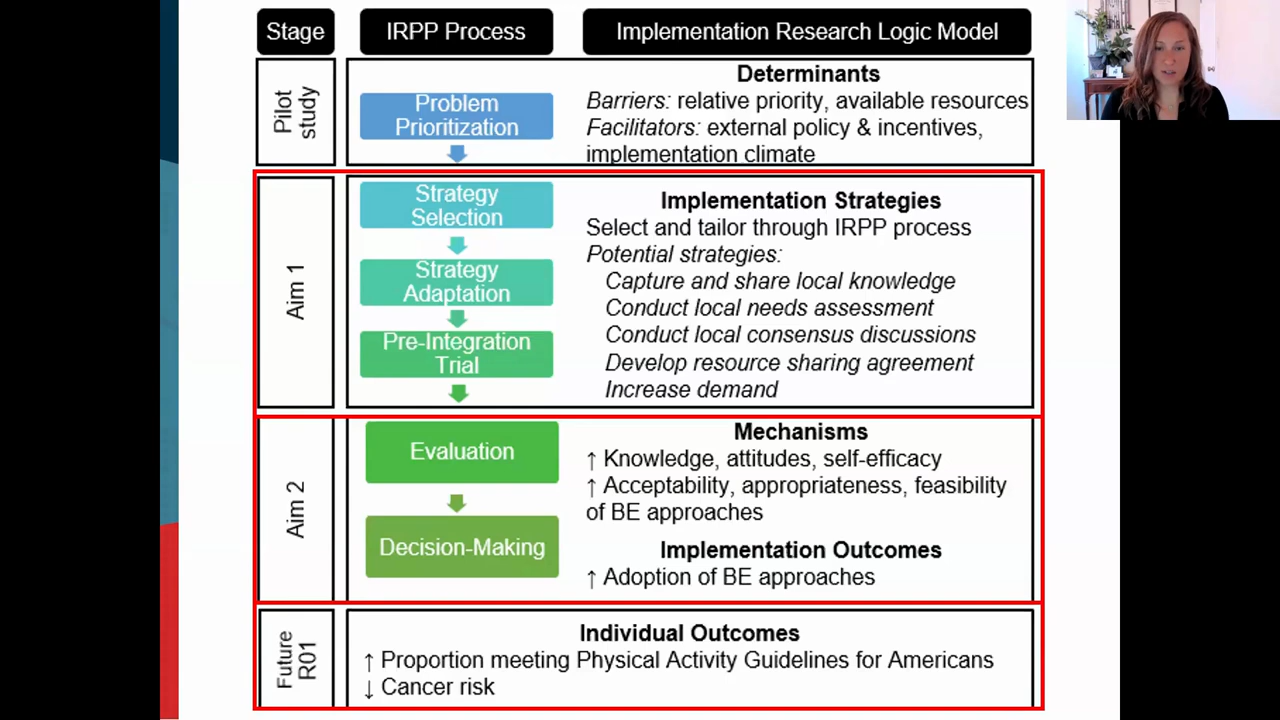 Stage
IRPP Process
Implementation Research Logic Model
Pilot
study
Problem
Prioritization
Determinants
Barriers: relative priority, available resources
Facilitators: external policy & incentives,
implementation climate
Aim 1
Strategy
Selection
Strategy
Adaptation
Pre-Integration
Trial
Implementation Strategies
Select and tailor through IRPP process
Potential strategies:
Capture and share local knowledge
Conduct local needs assessment
Conduct local consensus discussions
Develop resource sharing agreement
Increase demand
Aim 2
Evaluation
Decision-Making
Mechanisms
↑ Knowledge, attitudes, self-efficacy
↑ Acceptability, appropriateness, feasibility
of BE approaches
Implementation Outcomes
↑ Adoption of BE approaches
Future
R01
Individual Outcomes
↑ Proportion meeting Physical Activity Guidelines for Americans
↓ Cancer risk